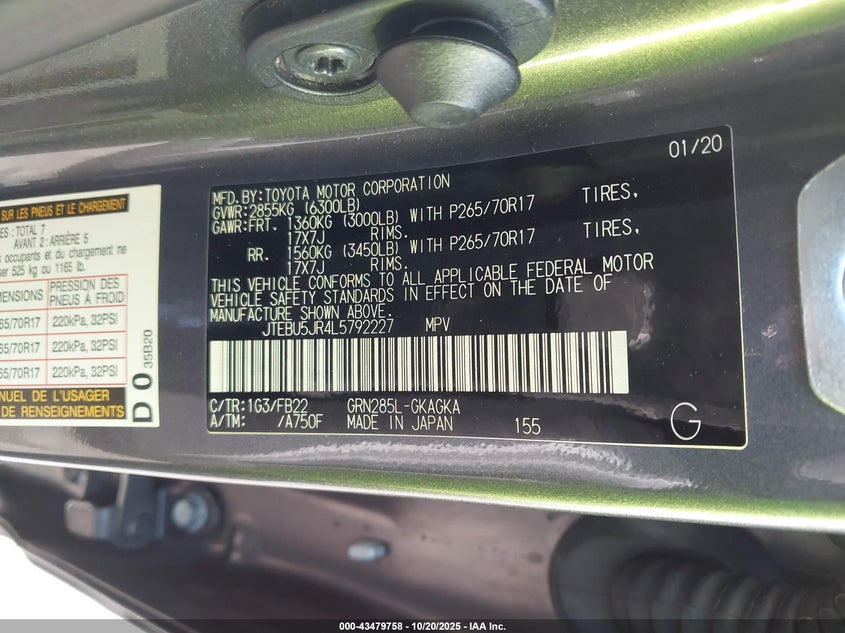 SUR LES PNEUS ET LE CHARGEMENT
ES : TOTAL 7
AVANT 2 : ARRIÈRE 5
occupants et du chargement ne
ser 525 kg ou 1165 lb.
MENSIONS PRESSION DES PNEUS À FROID
65/70R17 220kPa, 32PSI
65/70R17 220kPa, 32PSI
65/70R17 220kPa, 32PSI
NUEL DE L'USAGER
DE RENSEIGNEMENTS
D 0 35B20
01/20
MFD.BY:TOYOTA MOTOR CORPORATION
GVWR:2855KG (6300LB)
GAWR:FRT. 1360KG (3000LB) WITH P265/70R17 TIRES,
17X7J RIMS.
RR. 1560KG (3450LB) WITH P265/70R17 TIRES,
17X7J RIMS.
THIS VEHICLE CONFORMS TO ALL APPLICABLE FEDERAL MOTOR
VEHICLE SAFETY STANDARDS IN EFFECT ON THE DATE OF
MANUFACTURE SHOWN ABOVE.
JTEBU5JR4L5792227 MPV
C/TR:1G3/FB22 GRN285L-GKAGKA
A/TM: /A750F MADE IN JAPAN 155
G
000-43479758 - 10/20/2025 - IAA Inc.